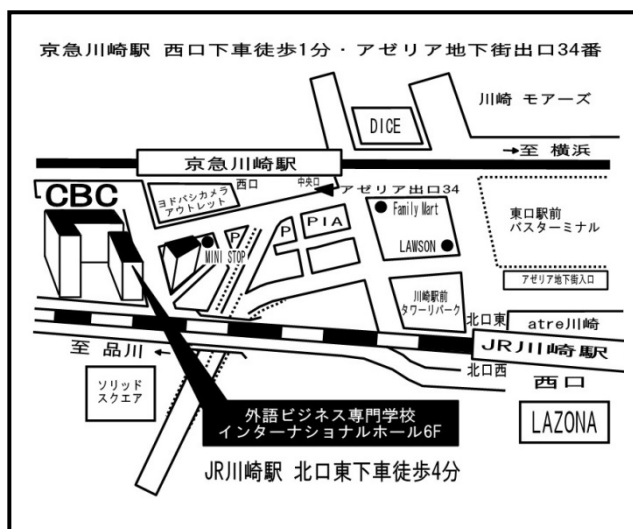 京急川崎駅 西口下車徒歩1分・アゼリア地下街出口34番
川崎 モアーズ
DICE
→至 横浜
京急川崎駅
西口
中央口
アゼリア出口34
CBC
ヨドバシカメラ
アウトレット
P
P
PIA
Family Mart
東口駅前
バスターミナル
MINI STOP
LAWSON
アゼリア地下街入口
川崎駅前
タワーリパーク
北口東
atre川崎
JR川崎駅
至 品川 ←
北口西
西口
ソリッド
スクエア
外語ビジネス専門学校
インターナショナルホール6F
LAZONA
JR川崎駅 北口東下車徒歩4分